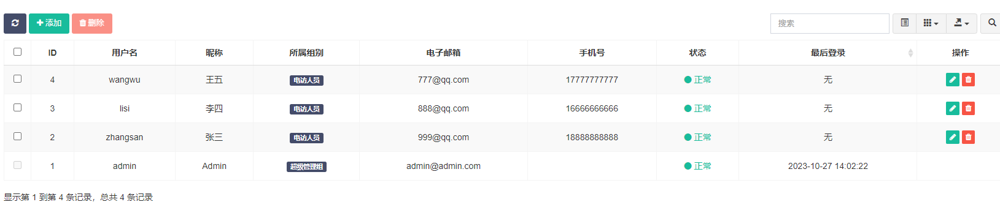 添加 删除 搜索
ID 用户名 昵称 所属组别 电子邮箱 手机号 状态 最后登录 操作
4 wangwu 王五 电访人员 777@qq.com 17777777777 正常 无
3 lisi 李四 电访人员 888@qq.com 16666666666 正常 无
2 zhangsan 张三 电访人员 999@qq.com 18888888888 正常 无
1 admin Admin 超级管理组 admin@admin.com 正常 2023-10-27 14:02:22
显示第 1 到第 4 条记录，总共 4 条记录